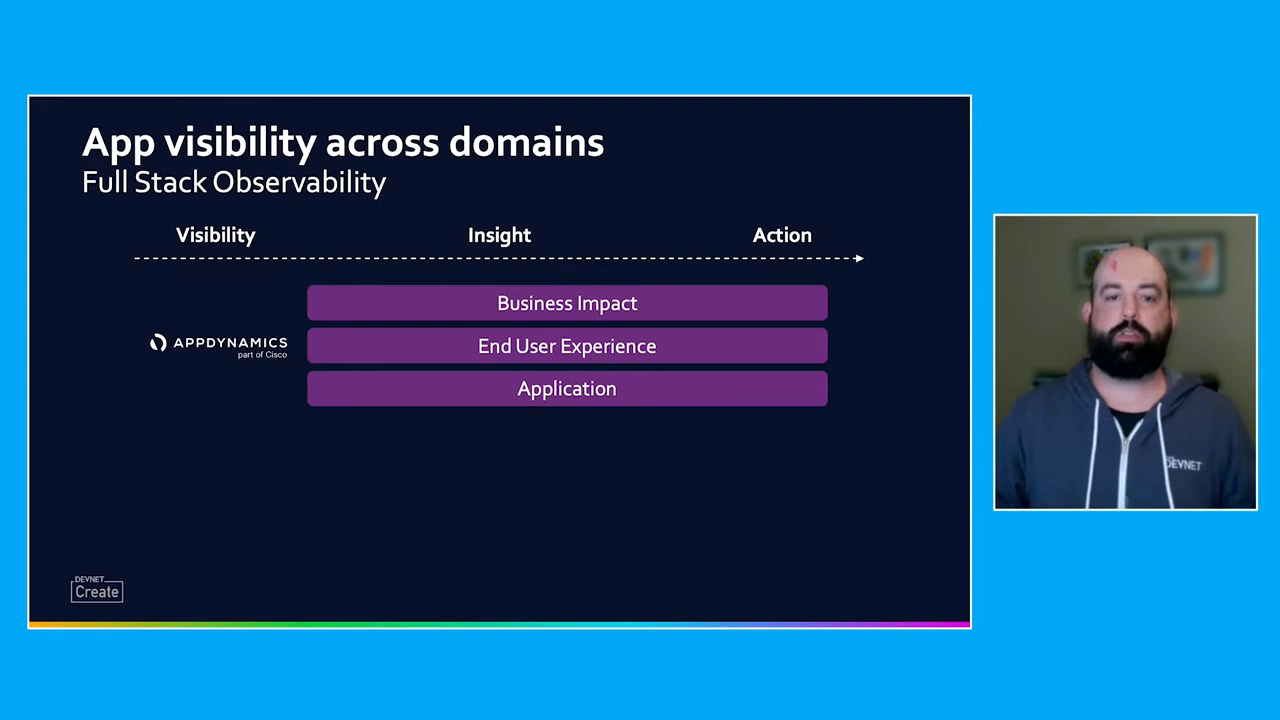 App visibility across domains
Full Stack Observability
Visibility Insight Action
Business Impact
APPDYNAMICS
part of Cisco
End User Experience
Application
DEVNET
Create
DEVNET